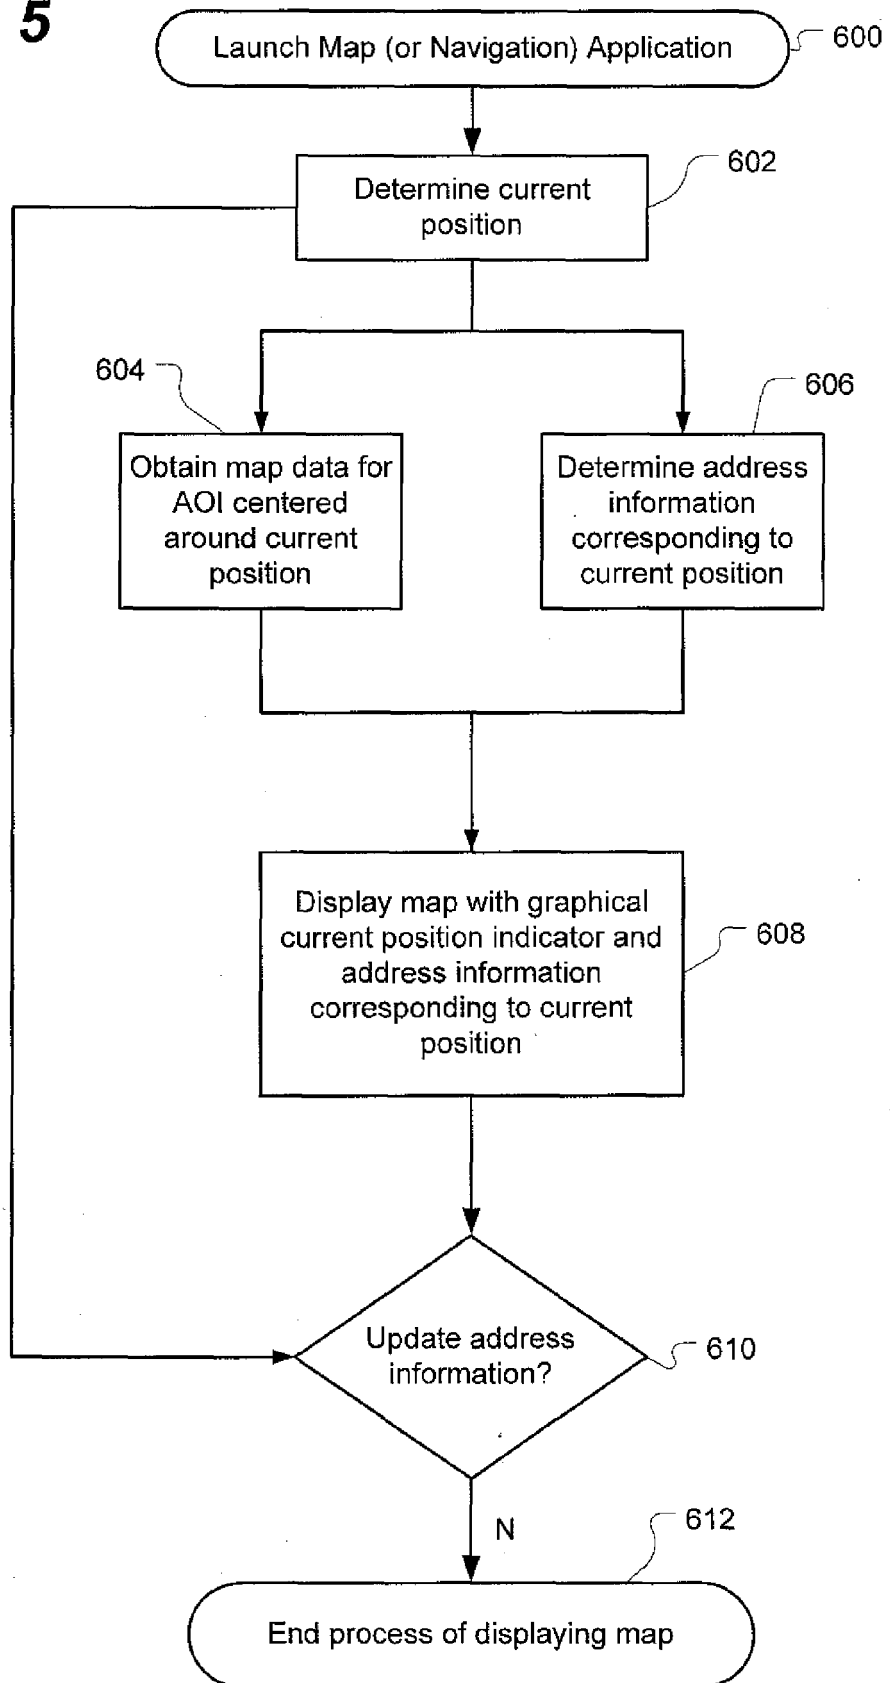 5
Launch Map (or Navigation) Application
600
Determine current
position
602
604
606
Obtain map data for
AOI centered
around current
position
Determine address
information
corresponding to
current position
Display map with graphical
current position indicator and
address information
corresponding to current
position
608
Update address
information?
610
N
612
End process of displaying map